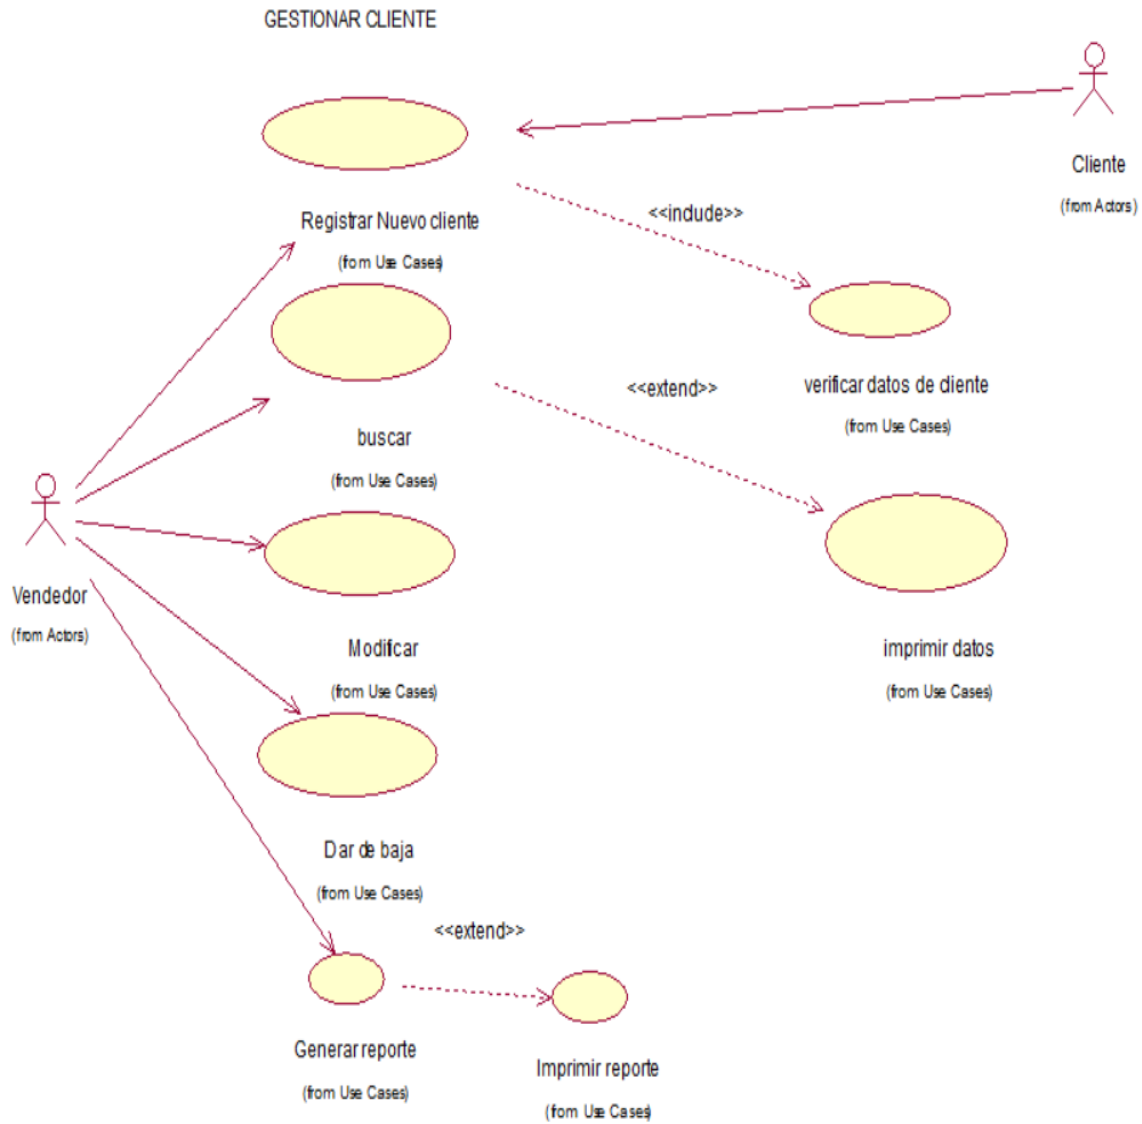 GESTIONAR CLIENTE
Cliente
(from Actors)
Registrar Nuevo cliente
(from Use Cases)
<<include>>
verificar datos de cliente
(from Use Cases)
<<extend>>
buscar
(from Use Cases)
Vendedor
(from Actors)
Modificar
(from Use Cases)
imprimir datos
(from Use Cases)
Dar de baja
(from Use Cases)
<<extend>>
Generar reporte
(from Use Cases)
Imprimir reporte
(from Use Cases)